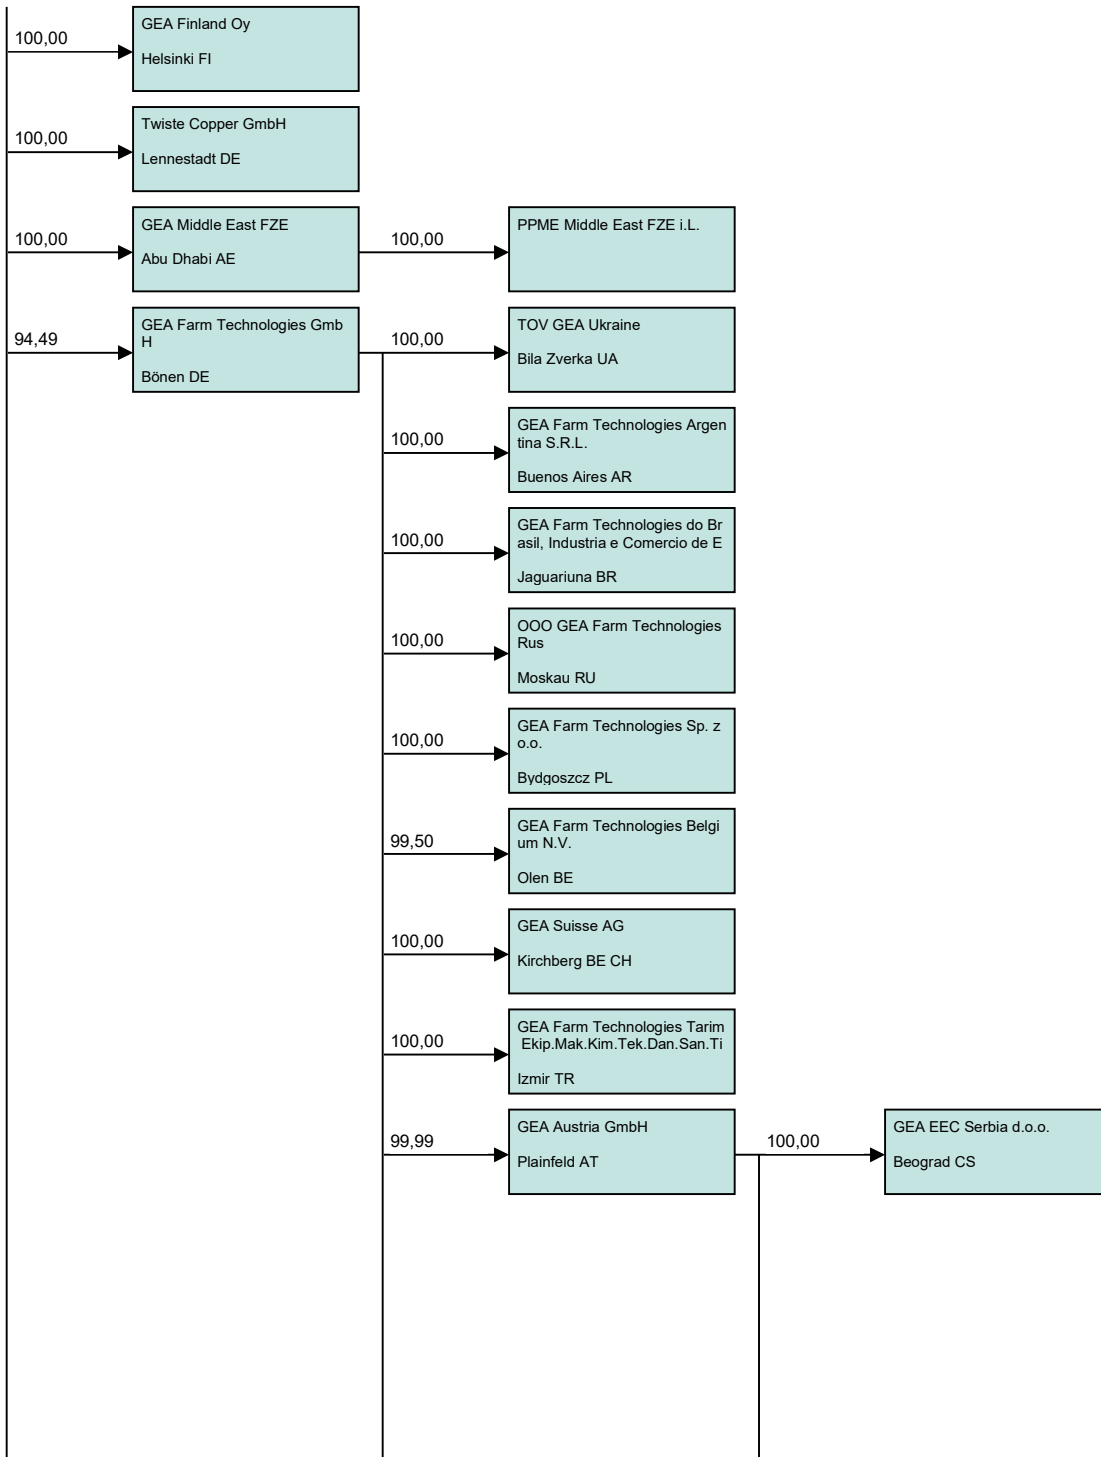 GEA Finland Oy
100,00
Helsinki FI
Twiste Copper GmbH
100,00
Lennestadt DE
GEA Middle East FZE
100,00
Abu Dhabi AE
PPME Middle East FZE i.L.
100,00
GEA Farm Technologies Gmb
H
94,49
Bönen DE
TOV GEA Ukraine
100,00
Bila Zverka UA
GEA Farm Technologies Argen
tina S.R.L.
100,00
Buenos Aires AR
GEA Farm Technologies do Br
asil, Industria e Comercio de E
100,00
Jaguariuna BR
OOO GEA Farm Technologies
Rus
100,00
Moskau RU
GEA Farm Technologies Sp. z
o.o.
100,00
Bydgoszcz PL
GEA Farm Technologies Belgi
um N.V.
99,50
Olen BE
GEA Suisse AG
100,00
Kirchberg BE CH
GEA Farm Technologies Tarim
Ekip.Mak.Kim.Tek.Dan.San.Ti
100,00
Izmir TR
GEA Austria GmbH
99,99
Plainfeld AT
GEA EEC Serbia d.o.o.
100,00
Beograd CS